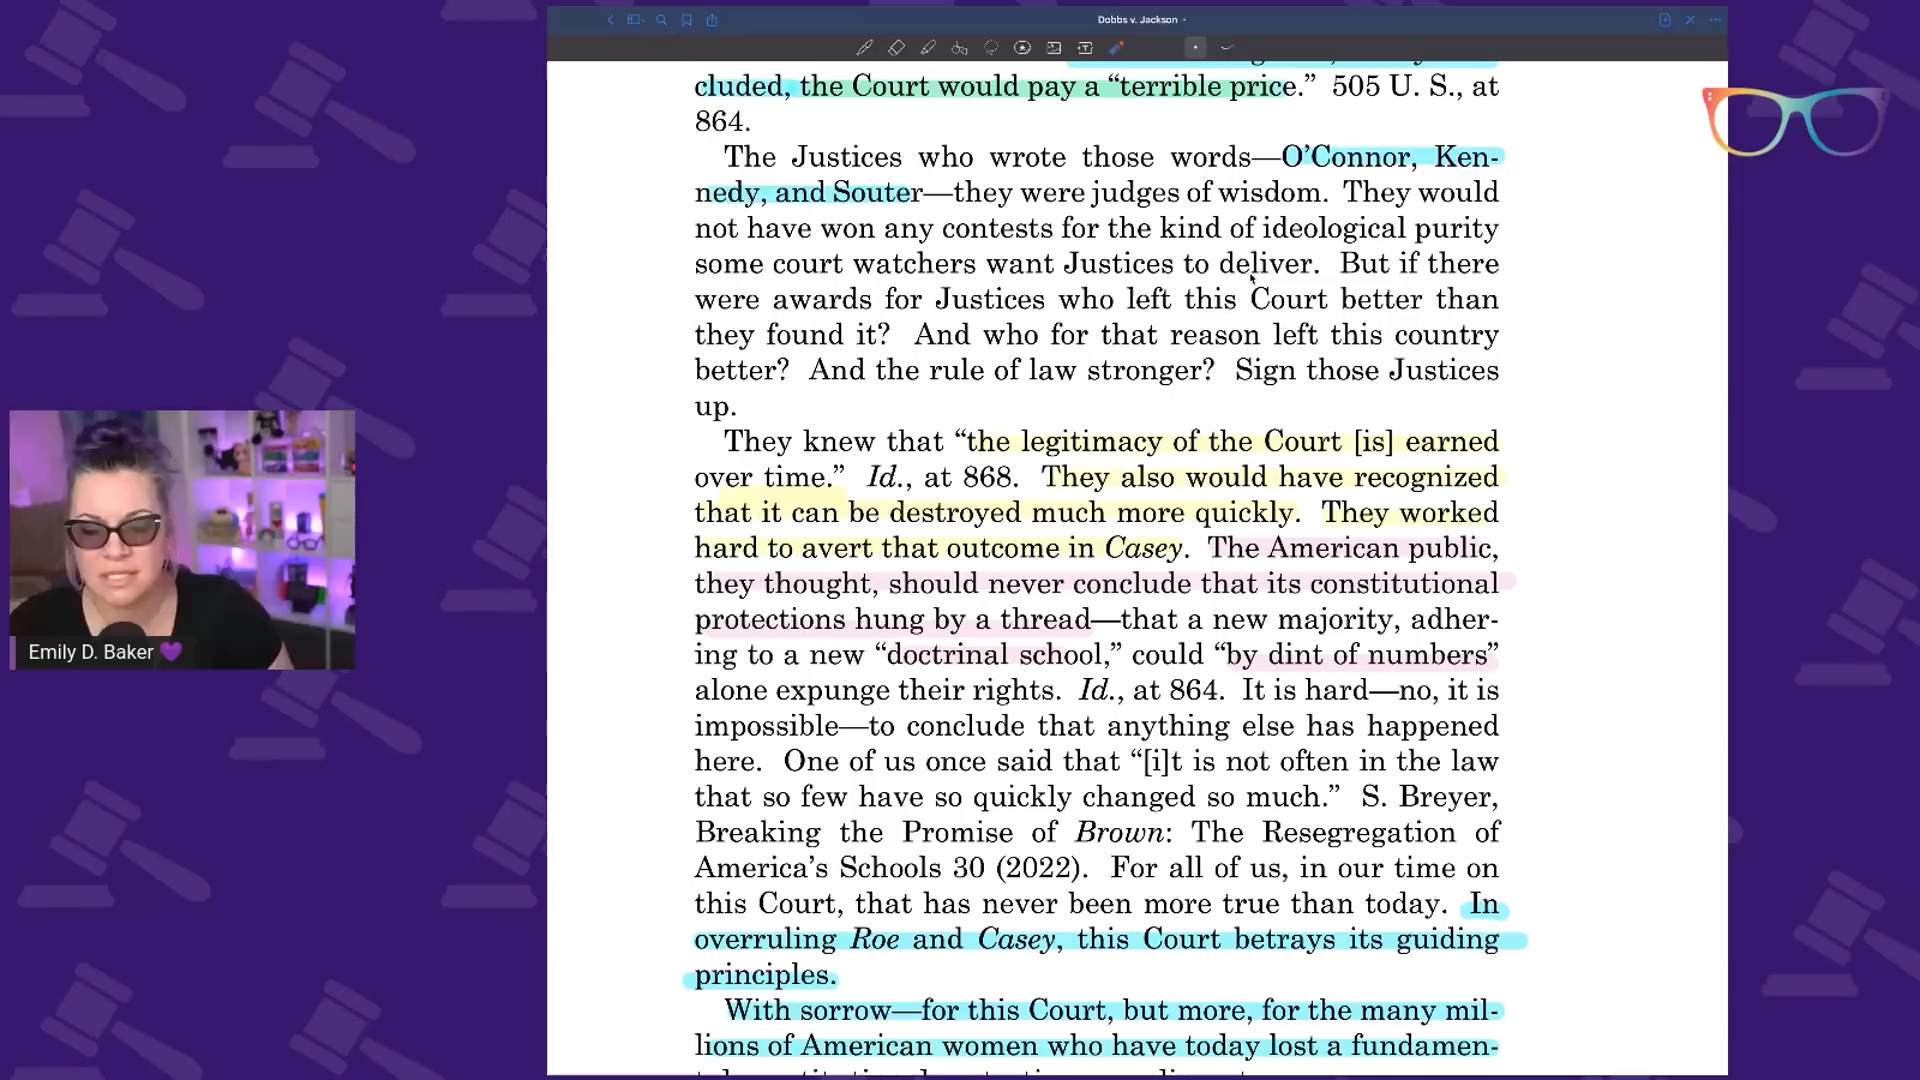 Dobbs v. Jackson
cluded, the Court would pay a “terrible price.” 505 U. S., at
864.
The Justices who wrote those words—O’Connor, Ken-
nedy, and Souter—they were judges of wisdom. They would
not have won any contests for the kind of ideological purity
some court watchers want Justices to deliver. But if there
were awards for Justices who left this Court better than
they found it? And who for that reason left this country
better? And the rule of law stronger? Sign those Justices
up.
They knew that “the legitimacy of the Court [is] earned
over time.” Id., at 868. They also would have recognized
that it can be destroyed much more quickly. They worked
hard to avert that outcome in Casey. The American public,
they thought, should never conclude that its constitutional
protections hung by a thread—that a new majority, adher-
ing to a new “doctrinal school,” could “by dint of numbers”
alone expunge their rights. Id., at 864. It is hard—no, it is
impossible—to conclude that anything else has happened
here. One of us once said that “[i]t is not often in the law
that so few have so quickly changed so much.” S. Breyer,
Breaking the Promise of Brown: The Resegregation of
America’s Schools 30 (2022). For all of us, in our time on
this Court, that has never been more true than today. In
overruling Roe and Casey, this Court betrays its guiding
principles.
With sorrow—for this Court, but more, for the many mil-
lions of American women who have today lost a fundamen-
Emily D. Baker 💜